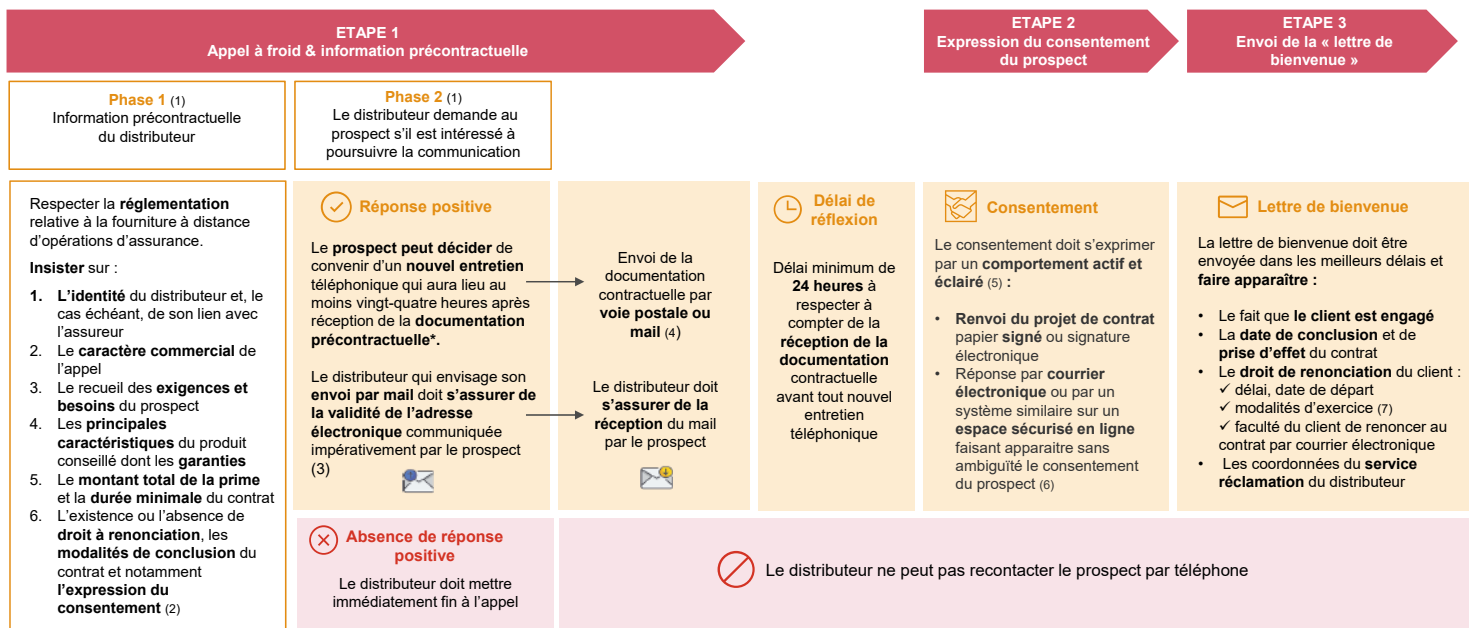 ETAPE 1
Appel à froid & information précontractuelle
ETAPE 2
Expression du consentement
du prospect
ETAPE 3
Envoi de la « lettre de
bienvenue »
Phase 1 (1)
Information précontractuelle
du distributeur
Phase 2 (1)
Le distributeur demande au
prospect s’il est intéressé à
poursuivre la communication
Respecter la réglementation
relative à la fourniture à distance
d’opérations d’assurance.
Insister sur :
1. L’identité du distributeur et, le
cas échéant, de son lien avec
l’assureur
2. Le caractère commercial de
l’appel
3. Le recueil des exigences et
besoins du prospect
4. Les principales
caractéristiques du produit
conseillé dont les garanties
5. Le montant total de la prime
et la durée minimale du contrat
6. L’existence ou l’absence de
droit à renonciation, les
modalités de conclusion du
contrat et notamment
l’expression du
consentement (2)
Réponse positive
Le prospect peut décider de
convenir d’un nouvel entretien
téléphonique qui aura lieu au
moins vingt-quatre heures après
réception de la documentation
précontractuelle*.
Le distributeur qui envisage son
envoi par mail doit s’assurer de
la validité de l’adresse
électronique communiquée
impérativement par le prospect
(3)
Envoi de la
documentation
contractuelle par
voie postale ou
mail (4)
Le distributeur doit
s’assurer de la
réception du mail
par le prospect
Délai de
réflexion
Délai minimum de
24 heures à
respecter à
compter de la
réception de la
documentation
contractuelle
avant tout nouvel
entretien
téléphonique
Consentement
Le consentement doit s’exprimer
par un comportement actif et
éclairé (5) :
• Renvoi du projet de contrat
papier signé ou signature
électronique
• Réponse par courrier
électronique ou par un
système similaire sur un
espace sécurisé en ligne
faisant apparaitre sans
ambiguïté le consentement
du prospect (6)
Lettre de bienvenue
La lettre de bienvenue doit être
envoyée dans les meilleurs délais et
faire apparaître :
• Le fait que le client est engagé
• La date de conclusion et de
prise d’effet du contrat
• Le droit de renonciation du client :
✓ délai, date de départ
✓ modalités d’exercice (7)
✓ faculté du client de renoncer au
contrat par courrier électronique
• Les coordonnées du service
réclamation du distributeur
Absence de réponse
positive
Le distributeur doit mettre
immédiatement fin à l’appel
Le distributeur ne peut pas recontacter le prospect par téléphone